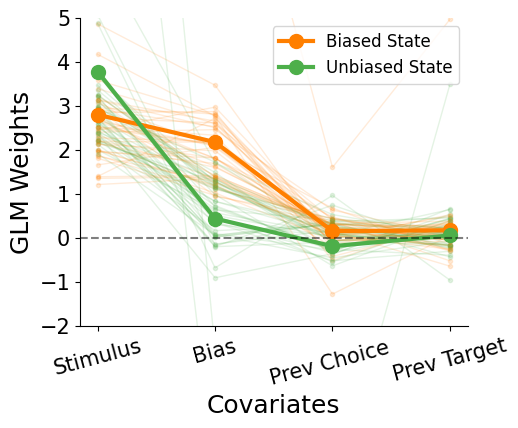 GLM Weights
5
4
3
2
1
0
−1
−2
Biased State
Unbiased State
Stimulus
Bias
Prev Choice
Prev Target
Covariates